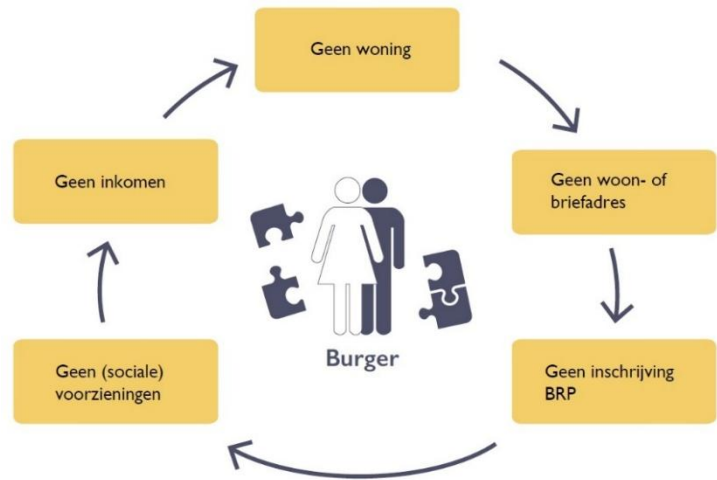 Geen woning
Geen inkomen
Geen woon- of
briefadres
Burger
Geen (sociale)
voorzieningen
Geen inschrijving
BRP